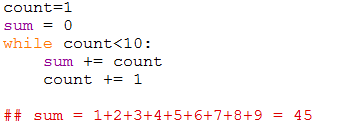 count=1
sum = 0
while count<10:
    sum += count
    count += 1
## sum = 1+2+3+4+5+6+7+8+9 = 45